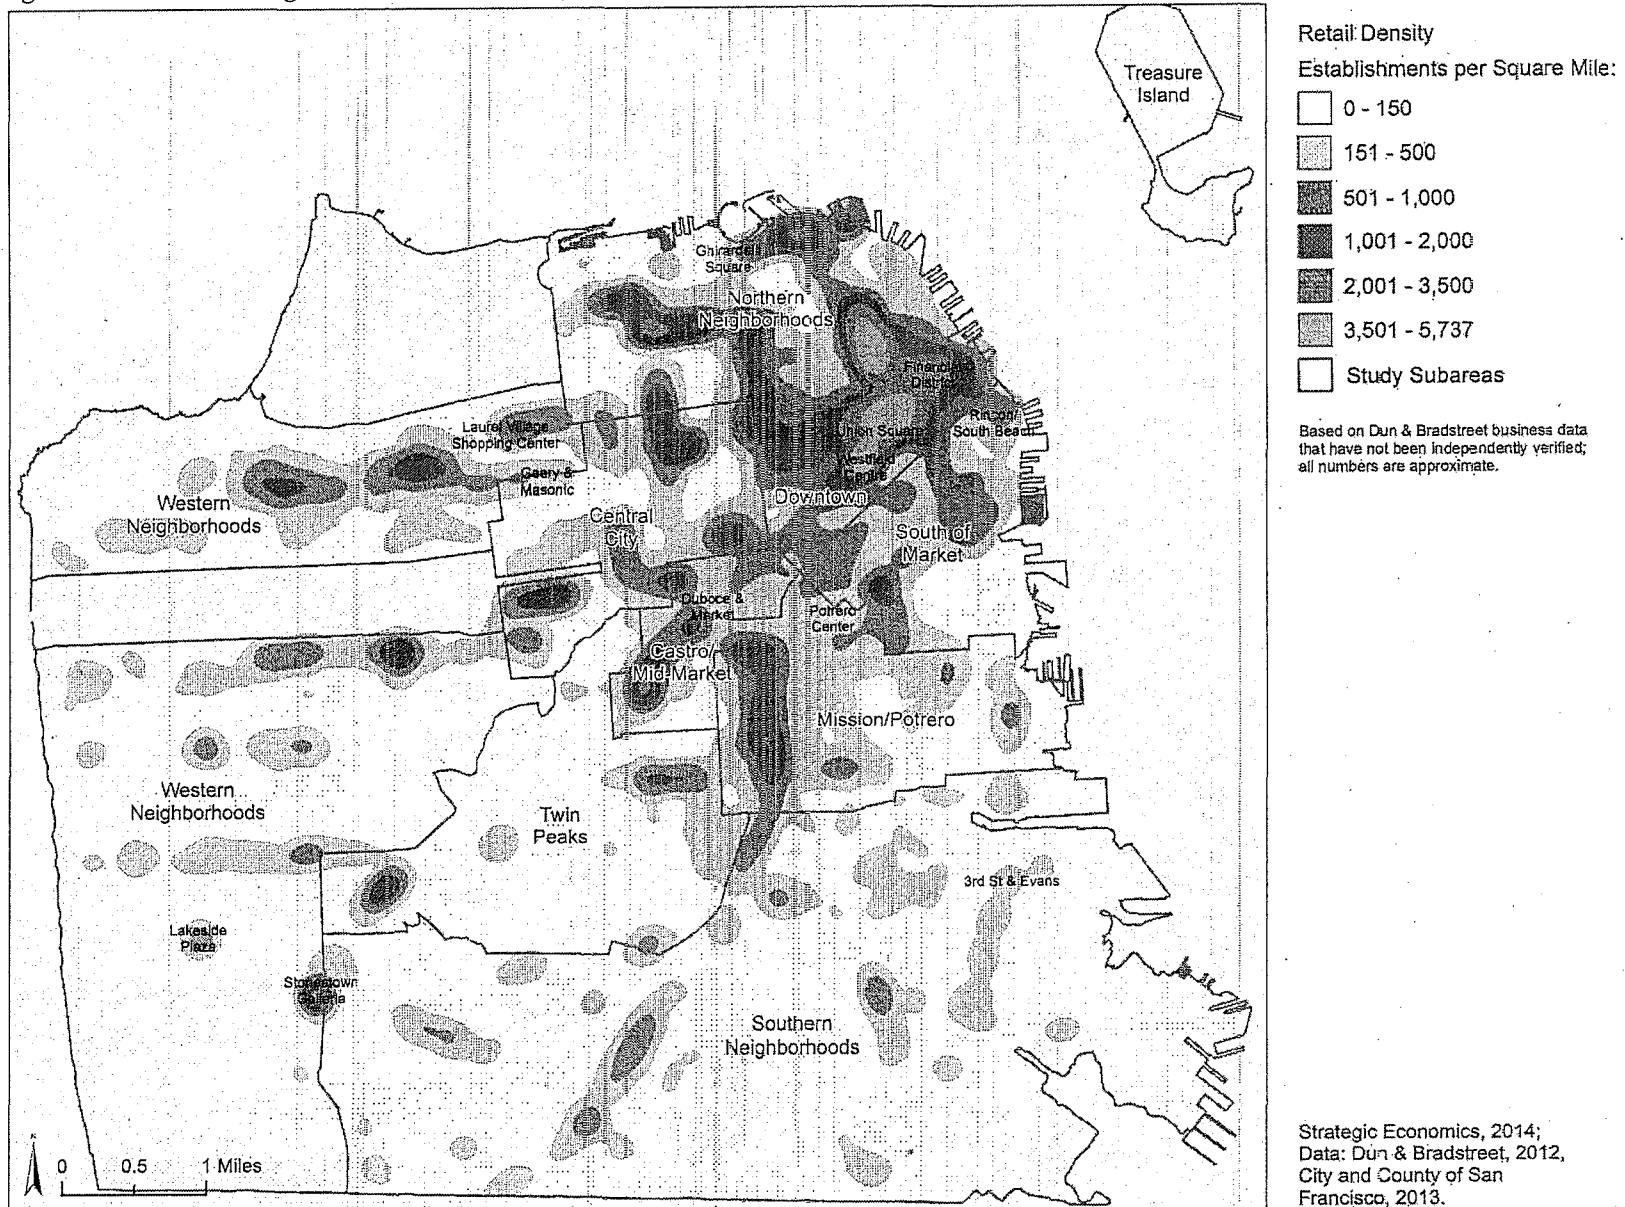 Treasure
Island
Ghirardelli
Square
Northern
Neighborhoods
Financial
District
Laurel Village
Shopping Center
Union Square
Rincon/
South Beach
Geary &
Masonic
Westfield
Centre
Western
Neighborhoods
Downtown
Central
City
South of
Market
Duboce &
Market
Potrero
Center
Castro/
Mid-Market
Mission/Potrero
Western
Neighborhoods
Twin
Peaks
3rd St & Evans
Lakeside
Plaza
Stonestown
Galleria
Southern
Neighborhoods
0 0.5 1 Miles
Retail Density
Establishments per Square Mile:
0 - 150
151 - 500
501 - 1,000
1,001 - 2,000
2,001 - 3,500
3,501 - 5,737
Study Subareas
Based on Dun & Bradstreet business data
that have not been independently verified;
all numbers are approximate.
Strategic Economics, 2014;
Data: Dun & Bradstreet, 2012,
City and County of San
Francisco, 2013.